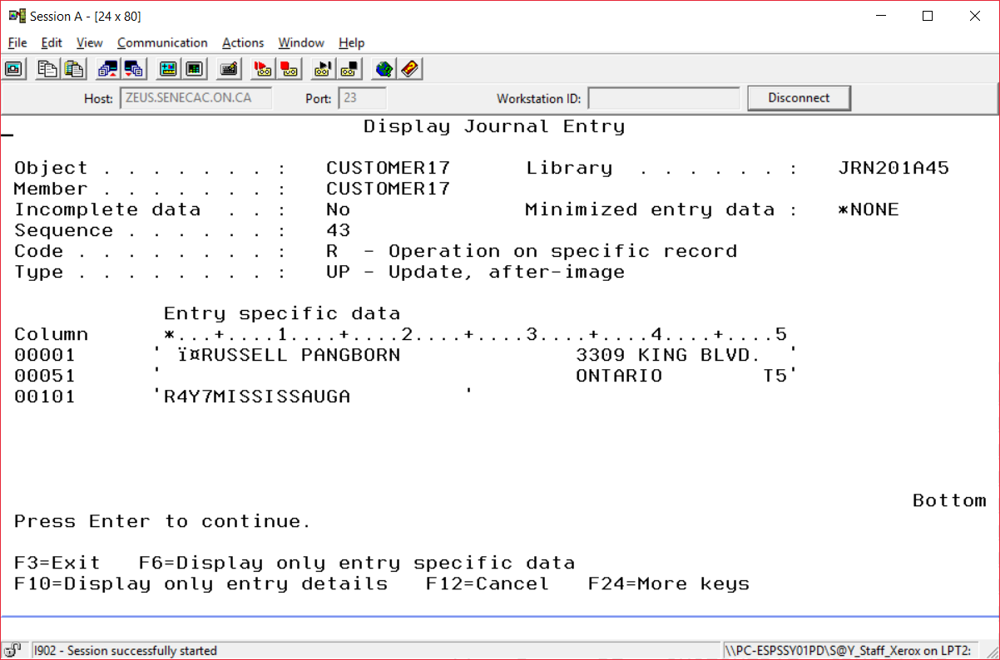 Session A - [24 x 80]
File Edit View Communication Actions Window Help
Host: ZEUS.SENECAC.ON.CA Port: 23 Workstation ID: Disconnect
Display Journal Entry
Object . . . . . . . : CUSTOMER17 Library . . . . . . : JRN201A45
Member . . . . . . . : CUSTOMER17
Incomplete data . . : No Minimized entry data : *NONE
Sequence . . . . . . : 43
Code . . . . . . . . : R - Operation on specific record
Type . . . . . . . . : UP - Update, after-image
Entry specific data
Column *...+....1....+....2....+....3....+....4....+....5
00001 ' ï¤RUSSELL PANGBORN 3309 KING BLVD. '
00051 ' ONTARIO T5'
00101 'R4Y7MISSISSAUGA '
Bottom
Press Enter to continue.
F3=Exit F6=Display only entry specific data
F10=Display only entry details F12=Cancel F24=More keys
I902 - Session successfully started \\PC-ESPSSY01PD\S@Y_Staff_Xerox on LPT2: